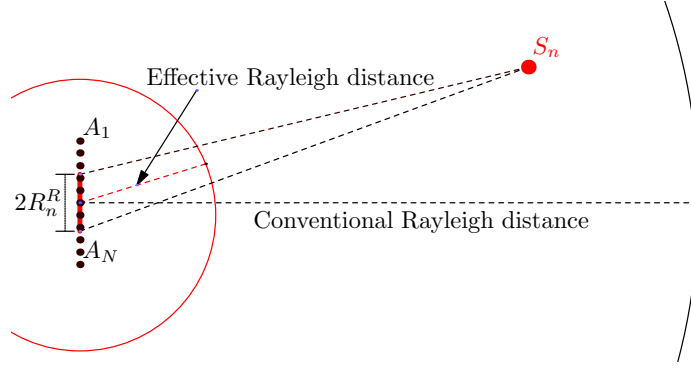 S_n
Effective Rayleigh distance
A_1
2R_n^R
Conventional Rayleigh distance
A_N